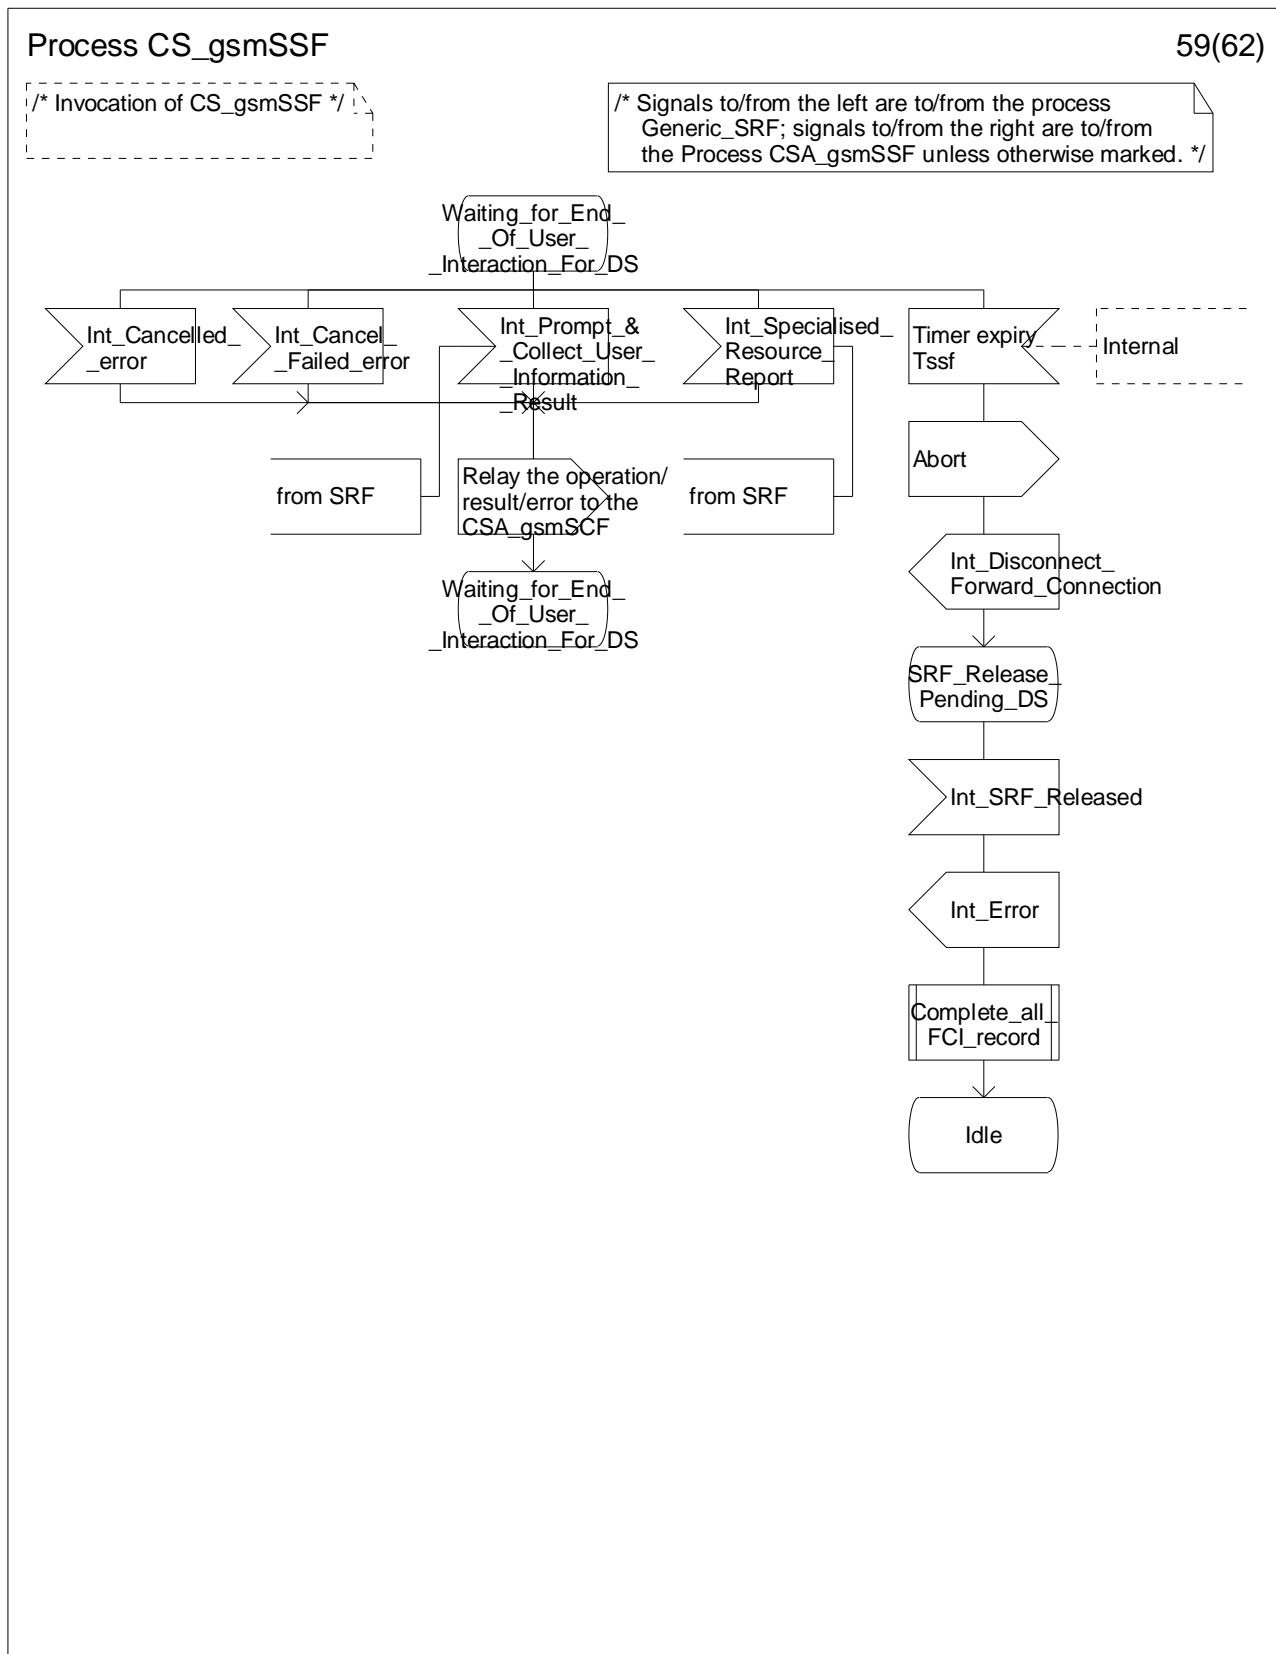 Process CS_gsmSSF
59(62)
/* Invocation of CS_gsmSSF */
/* Signals to/from the left are to/from the process
Generic_SRF; signals to/from the right are to/from
the Process CSA_gsmSSF unless otherwise marked. */
Waiting_for_End_
_Of_User_
_Interaction_For_DS
Int_Cancelled_
_error
Int_Cancel_
_Failed_error
Int_Prompt_&
_Collect_User_
_Information_
_Result
Int_Specialised_
Resource_
Report
Timer expiry
Tssf
Internal
from SRF
Relay the operation/
result/error to the
CSA_gsmSCF
from SRF
Abort
Waiting_for_End_
_Of_User_
_Interaction_For_DS
Int_Disconnect_
Forward_Connection
SRF_Release_
Pending_DS
Int_SRF_Released
Int_Error
Complete_all_
FCI_record
Idle